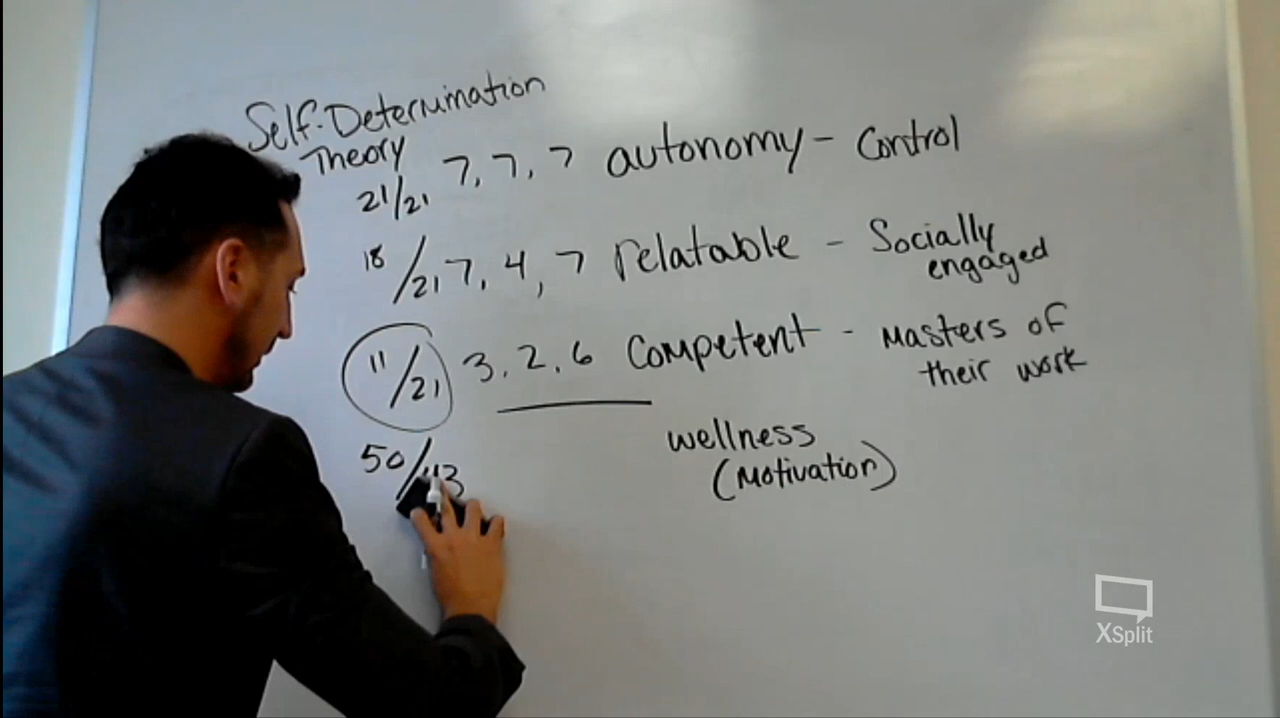 Self-Determination
Theory
21/21 7, 7, 7 autonomy - Control
18/21 7, 4, 7 relatable - Socially
engaged
11/21 3, 2, 6 Competent - Masters of
their work
50/
wellness
(Motivation)
XSplit